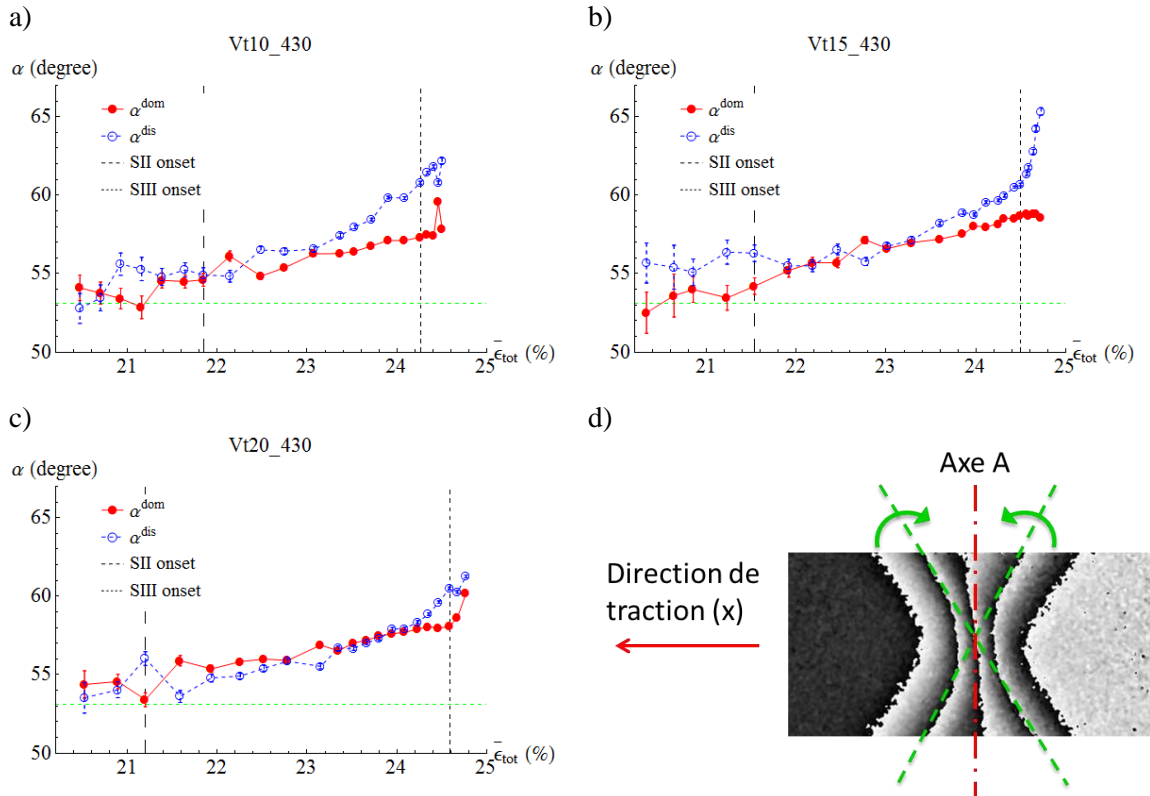 a)
Vt10_430
α (degree)
65
60
55
50
α^dom
α^dis
SII onset
SIII onset
21 22 23 24 25
ε̄_tot (%)
b)
Vt15_430
α (degree)
65
60
55
50
α^dom
α^dis
SII onset
SIII onset
21 22 23 24 25
ε̄_tot (%)
c)
Vt20_430
α (degree)
65
60
55
50
α^dom
α^dis
SII onset
SIII onset
21 22 23 24 25
ε̄_tot (%)
d)
Axe A
Direction de
traction (x)